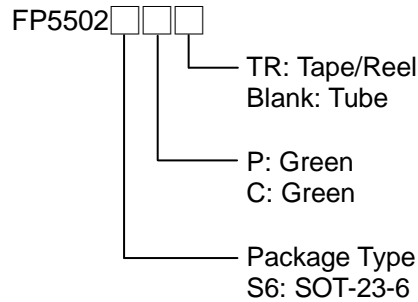 FP5502□□□
TR: Tape/Reel
Blank: Tube
P: Green
C: Green
Package Type
S6: SOT-23-6